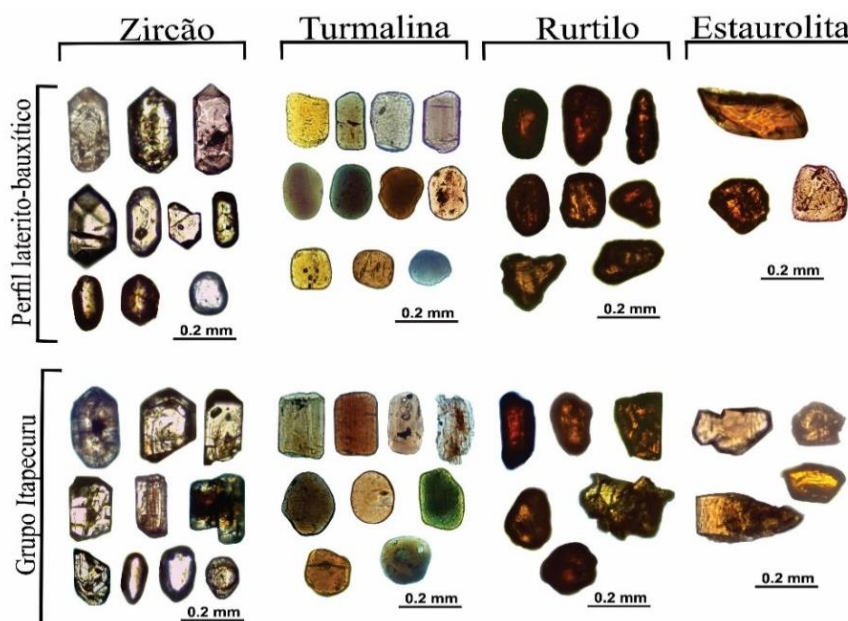 Zircão
Turmalina
Rurtilo
Estaurolita
Perfil laterito-bauxítico
0.2 mm
0.2 mm
0.2 mm
0.2 mm
Grupo Itapecuru
0.2 mm
0.2 mm
0.2 mm
0.2 mm